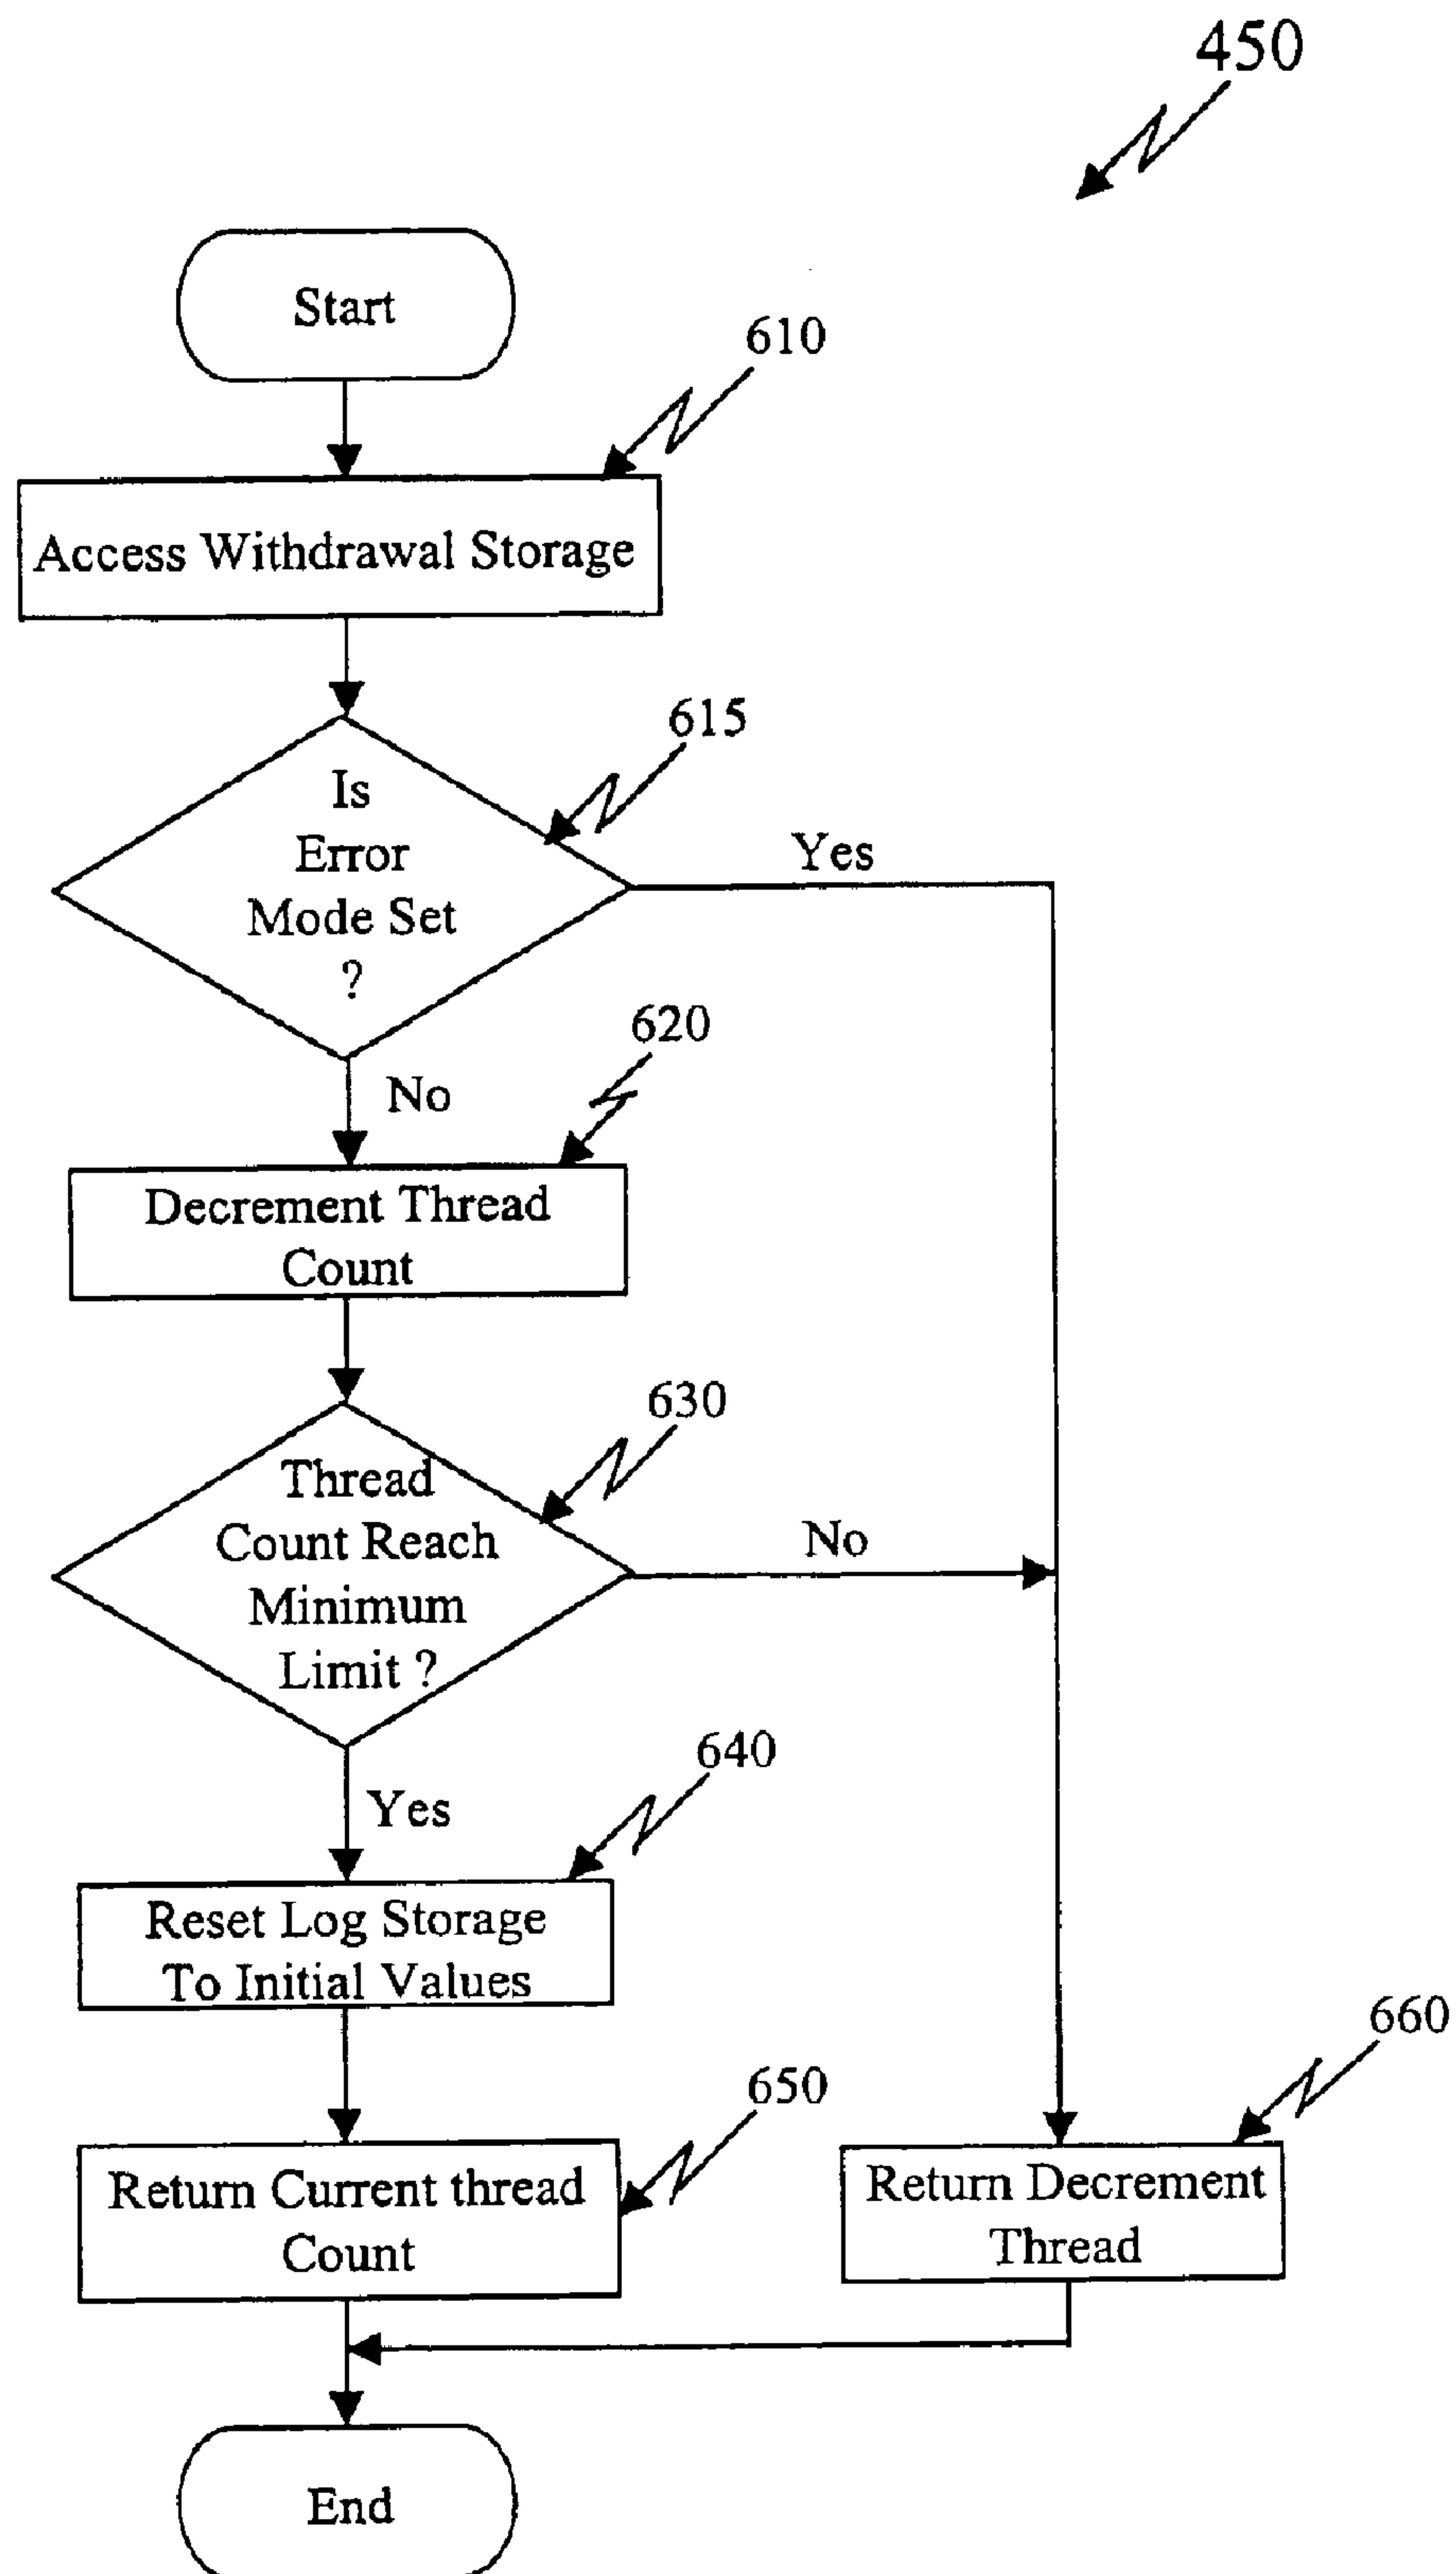 450
Start
610
Access Withdrawal Storage
615
Is
Error
Mode Set
?
Yes
620
No
Decrement Thread
Count
630
Thread
Count Reach
Minimum
Limit ?
No
640
Yes
Reset Log Storage
To Initial Values
660
650
Return Current thread
Count
Return Decrement
Thread
End